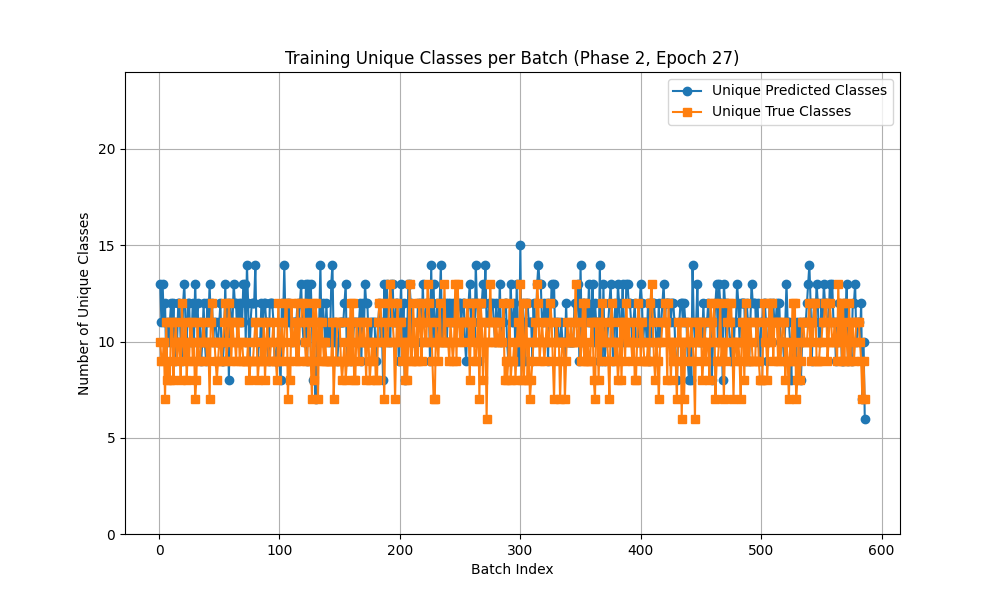 Training Unique Classes per Batch (Phase 2, Epoch 27)
Unique Predicted Classes
Unique True Classes
Number of Unique Classes
20
15
10
5
0
0 100 200 300 400 500 600
Batch Index